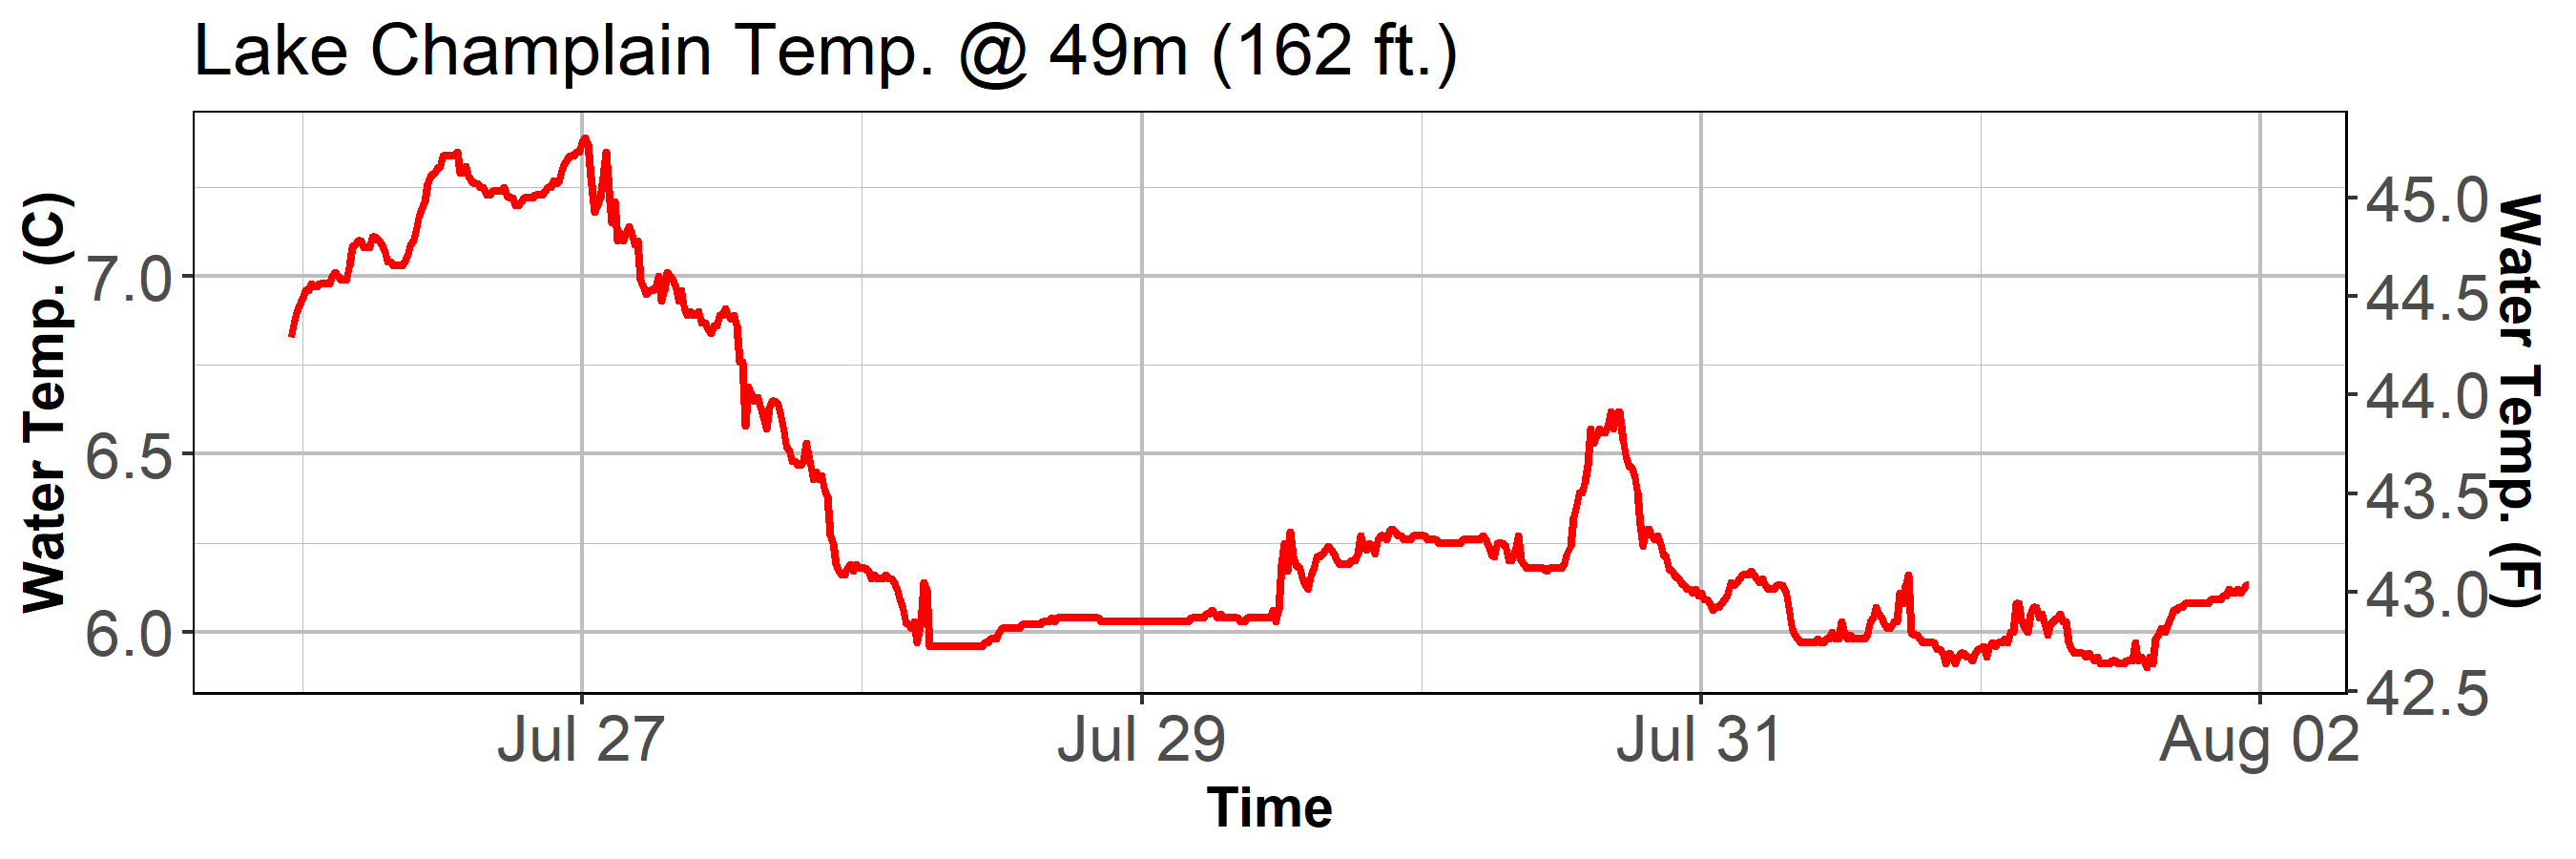 Lake Champlain Temp. @ 49m (162 ft.)
Water Temp. (C)
7.0
6.5
6.0
45.0
44.5
44.0
43.5
43.0
42.5
Water Temp. (F)
Jul 27
Jul 29
Jul 31
Aug 02
Time